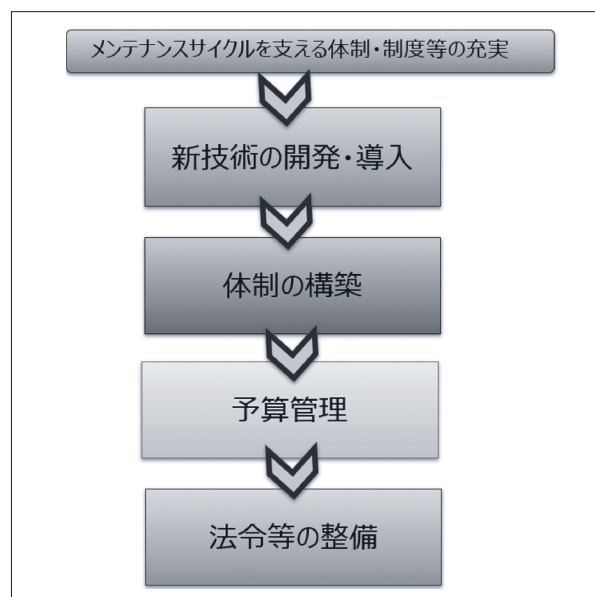 メンテナンスサイクルを支える体制・制度等の充実
新技術の開発・導入
体制の構築
予算管理
法令等の整備